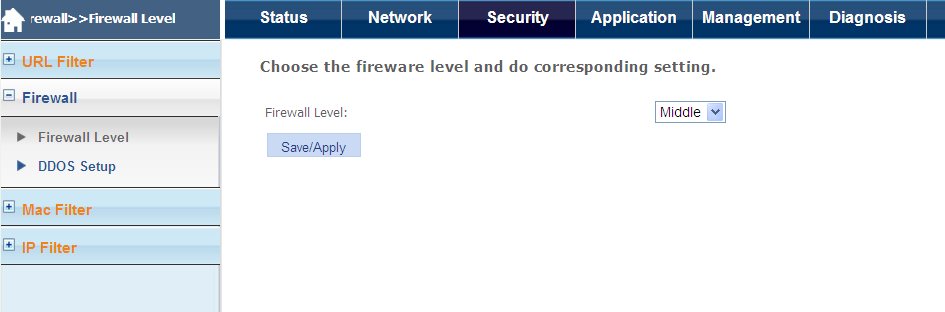 rewall>>Firewall Level
Status Network Security Application Management Diagnosis
URL Filter
Firewall
Firewall Level
DDOS Setup
Mac Filter
IP Filter
Choose the fireware level and do corresponding setting.
Firewall Level: Middle
Save/Apply